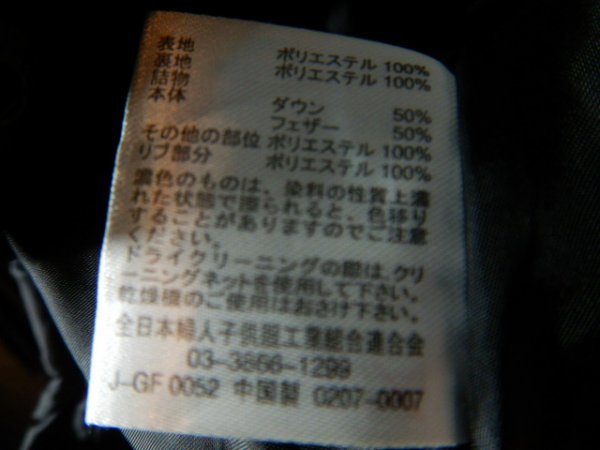 表地 ポリエステル 100%
裏地 ポリエステル 100%
詰物
本体 ダウン 50%
フェザー 50%
その他の部位 ポリエステル 100%
リブ部分 ポリエステル 100%
濃色のものは、染料の性質上濡
れた状態で擦られると、色移り
することがありますのでご注意
ください。
ドライクリーニングの際は、クリ
ーニングネットを使用して下さい。
乾燥機のご使用はおさけ下さい。
全日本婦人子供服工業組合連合会
03-3866-1299
J-GF 0052 中国製 0207-0007